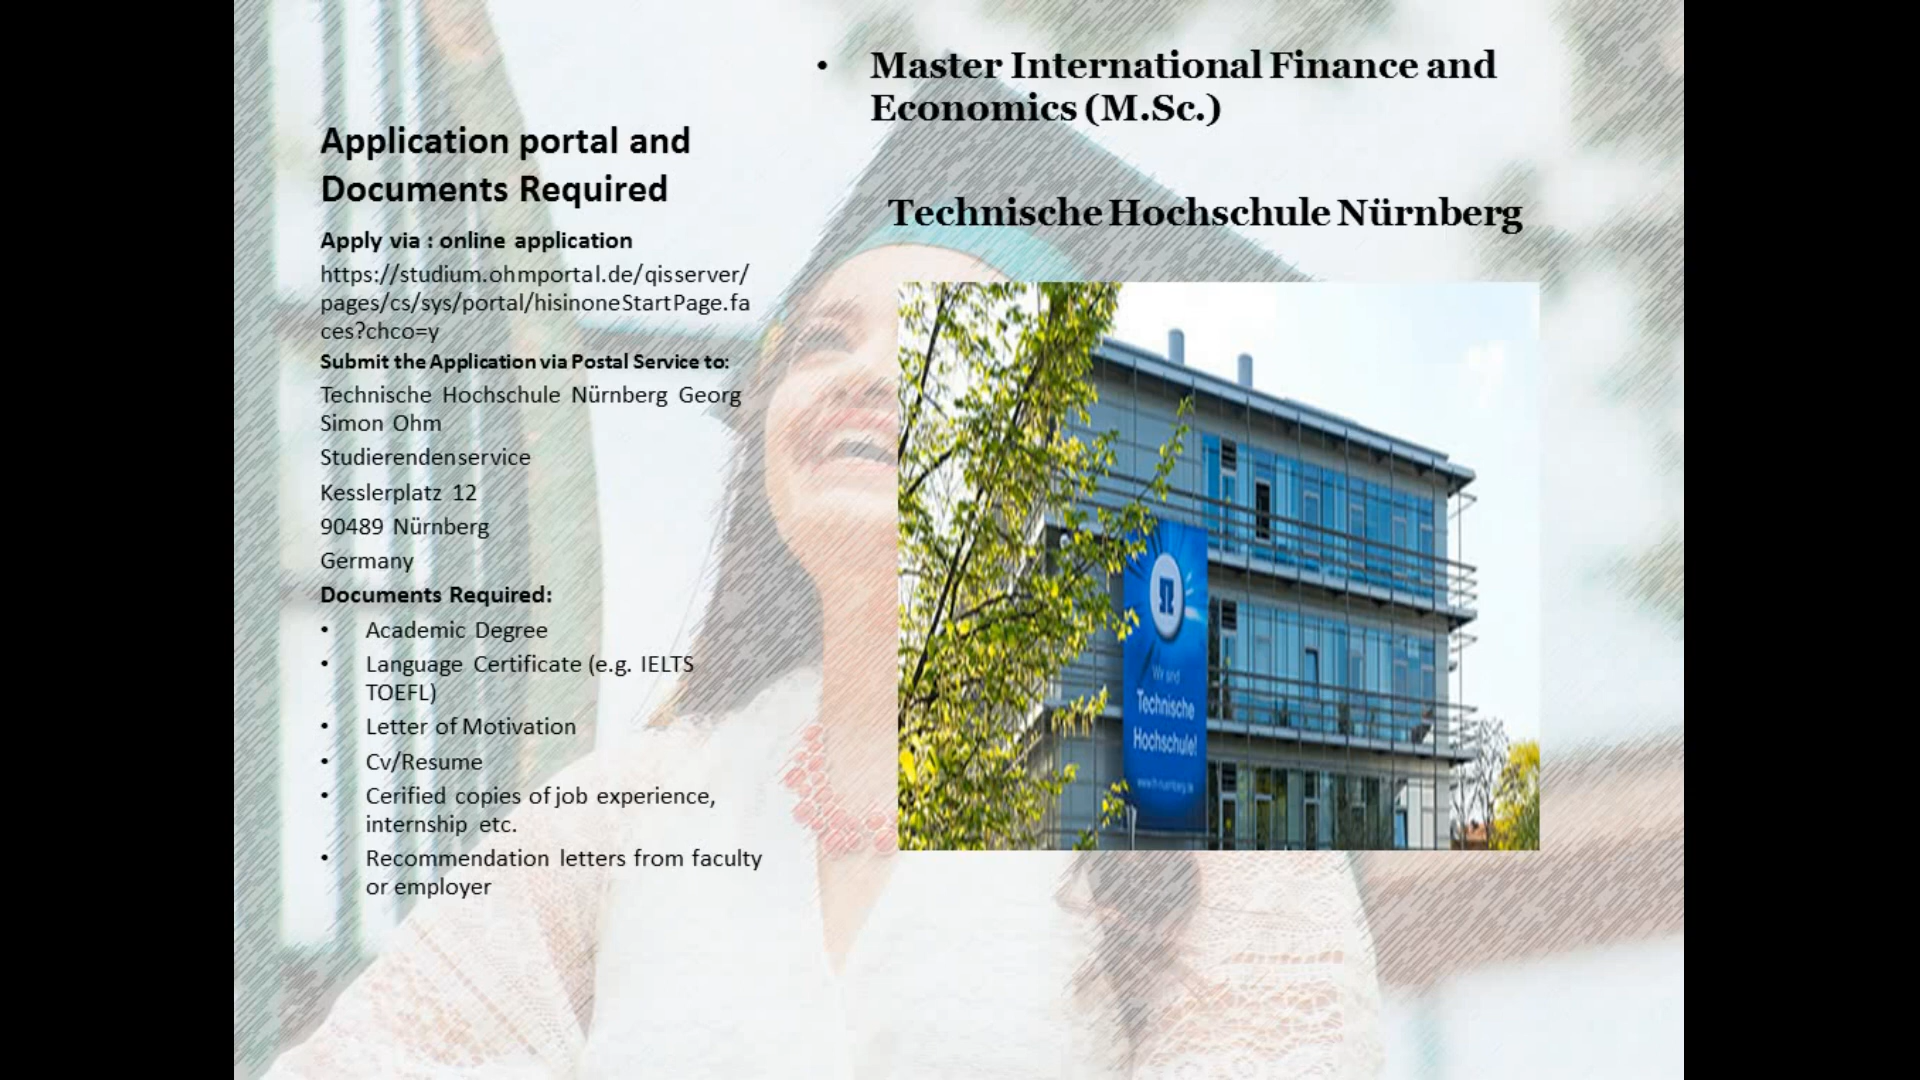 Application portal and
Documents Required
Apply via : online application
https://studium.ohmportal.de/qisserver/
pages/cs/sys/portal/hisinoneStartPage.fa
ces?chco=y
Submit the Application via Postal Service to:
Technische Hochschule Nürnberg Georg
Simon Ohm
Studierendenservice
Kesslerplatz 12
90489 Nürnberg
Germany
Documents Required:
• Academic Degree
• Language Certificate (e.g. IELTS
TOEFL)
• Letter of Motivation
• Cv/Resume
• Cerified copies of job experience,
internship etc.
• Recommendation letters from faculty
or employer
• Master International Finance and
Economics (M.Sc.)
Technische Hochschule Nürnberg
Wir sind
Technische
Hochschule!